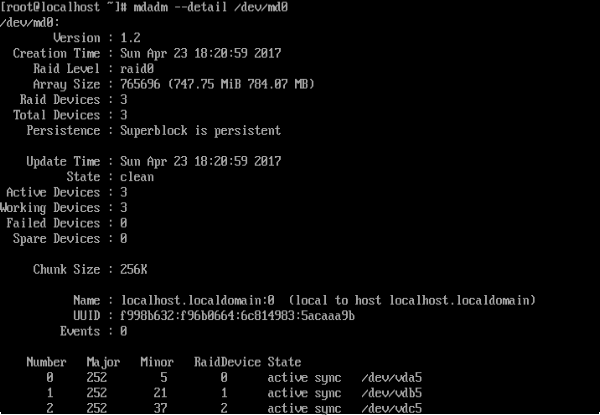 [root@localhost ~]# mdadm --detail /dev/md0
/dev/md0:
Version : 1.2
Creation Time : Sun Apr 23 18:20:59 2017
Raid Level : raid0
Array Size : 765696 (747.75 MiB 784.07 MB)
Raid Devices : 3
Total Devices : 3
Persistence : Superblock is persistent
Update Time : Sun Apr 23 18:20:59 2017
State : clean
Active Devices : 3
Working Devices : 3
Failed Devices : 0
Spare Devices : 0
Chunk Size : 256K
Name : localhost.localdomain:0 (local to host localhost.localdomain)
UUID : f998b632:f96b0664:6c814983:5acaaa9b
Events : 0
Number Major Minor RaidDevice State
0 252 5 0 active sync /dev/vda5
1 252 21 1 active sync /dev/vdb5
2 252 37 2 active sync /dev/vdc5